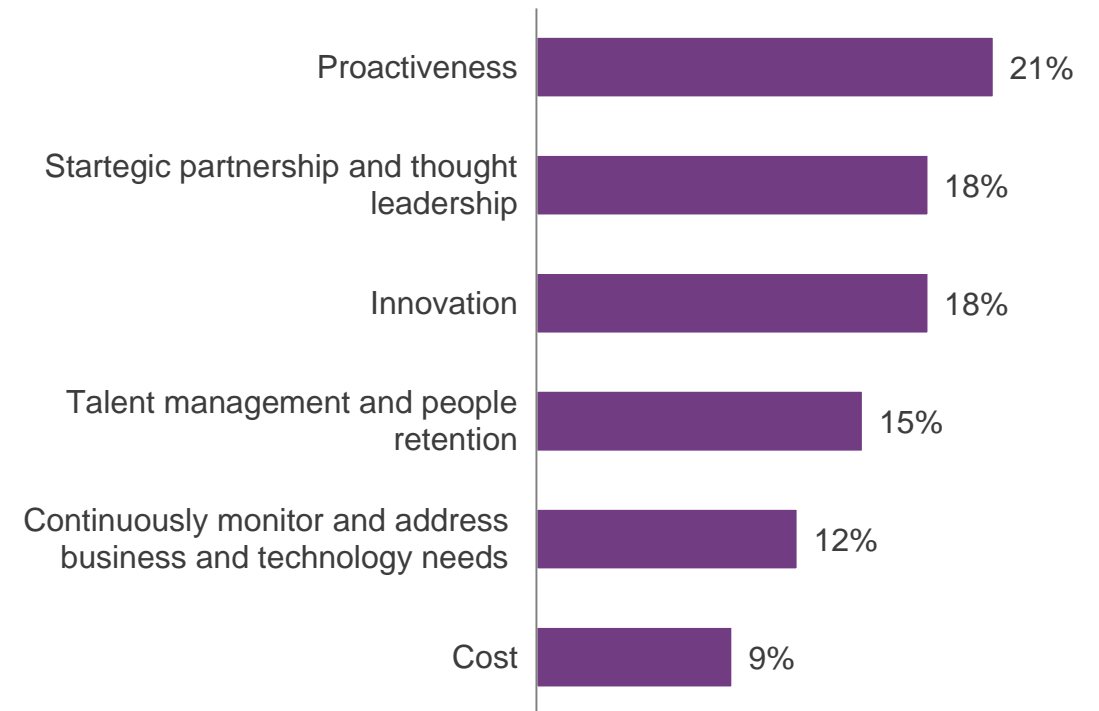 Proactiveness
21%
Startegic partnership and thought
leadership
18%
Innovation
18%
Talent management and people
retention
15%
Continuously monitor and address
business and technology needs
12%
Cost
9%